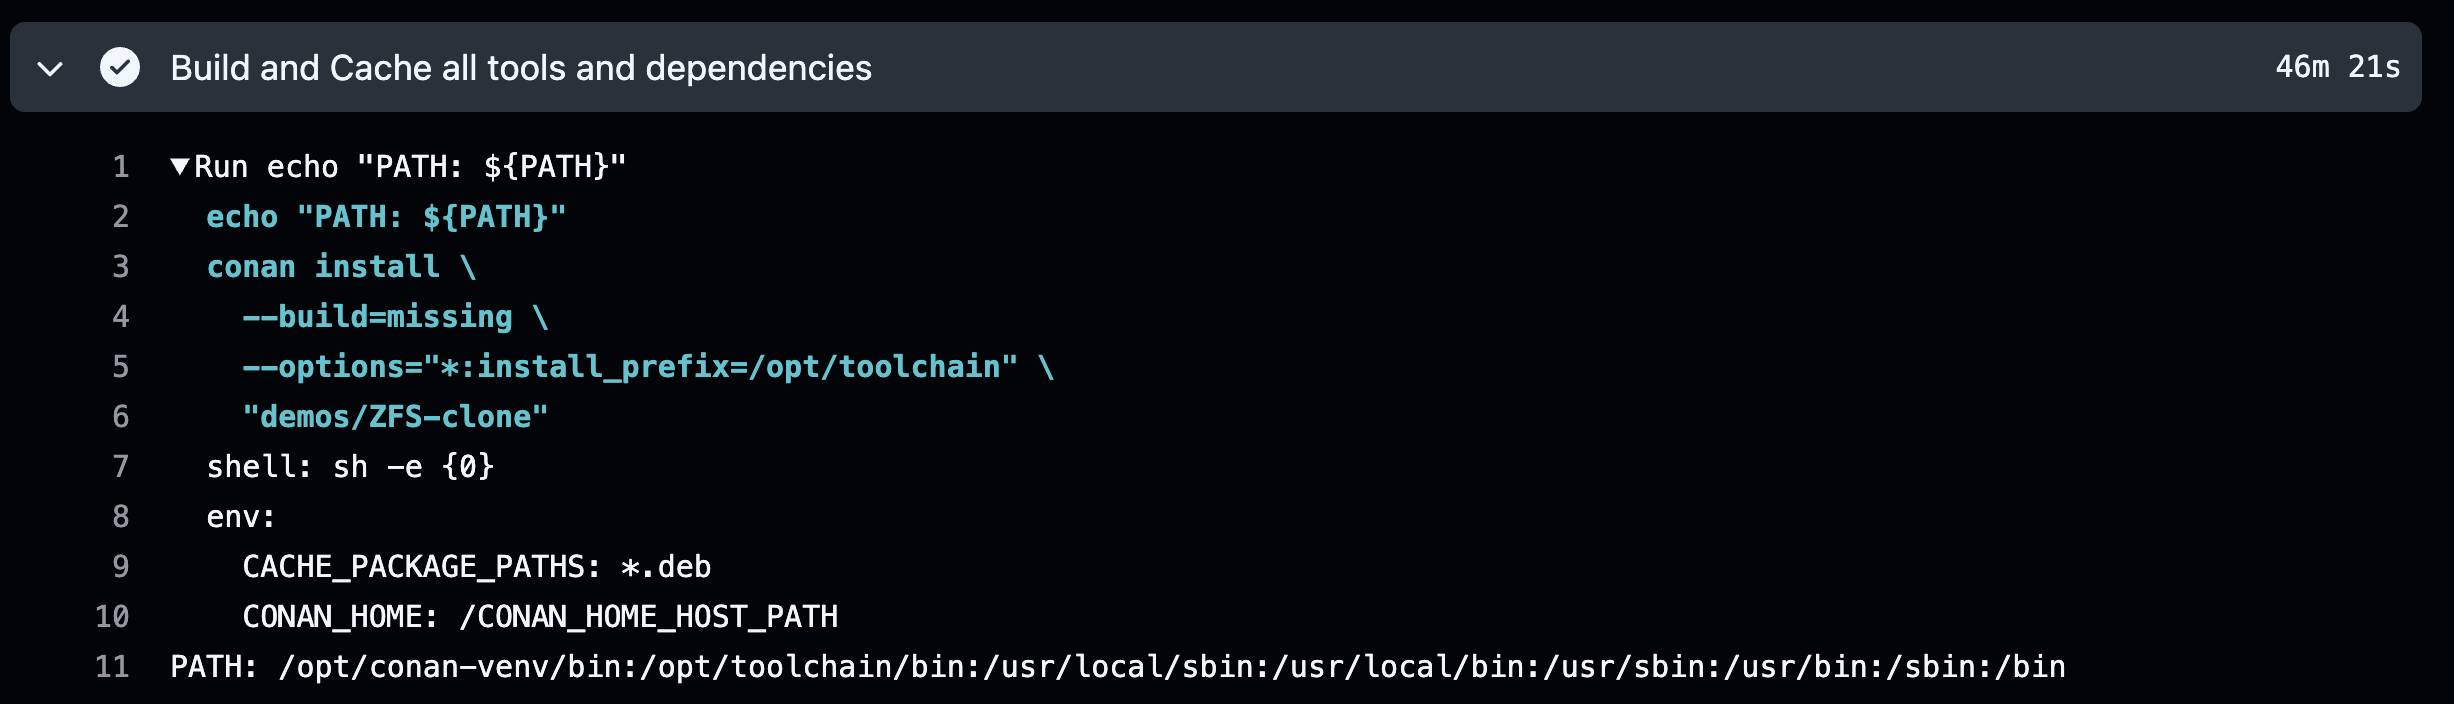 Build and Cache all tools and dependencies 46m 21s
1 ▼Run echo "PATH: ${PATH}"
2 echo "PATH: ${PATH}"
3 conan install \
4 --build=missing \
5 --options="*:install_prefix=/opt/toolchain" \
6 "demos/ZFS-clone"
7 shell: sh -e {0}
8 env:
9 CACHE_PACKAGE_PATHS: *.deb
10 CONAN_HOME: /CONAN_HOME_HOST_PATH
11 PATH: /opt/conan-venv/bin:/opt/toolchain/bin:/usr/local/sbin:/usr/local/bin:/usr/sbin:/usr/bin:/sbin:/bin